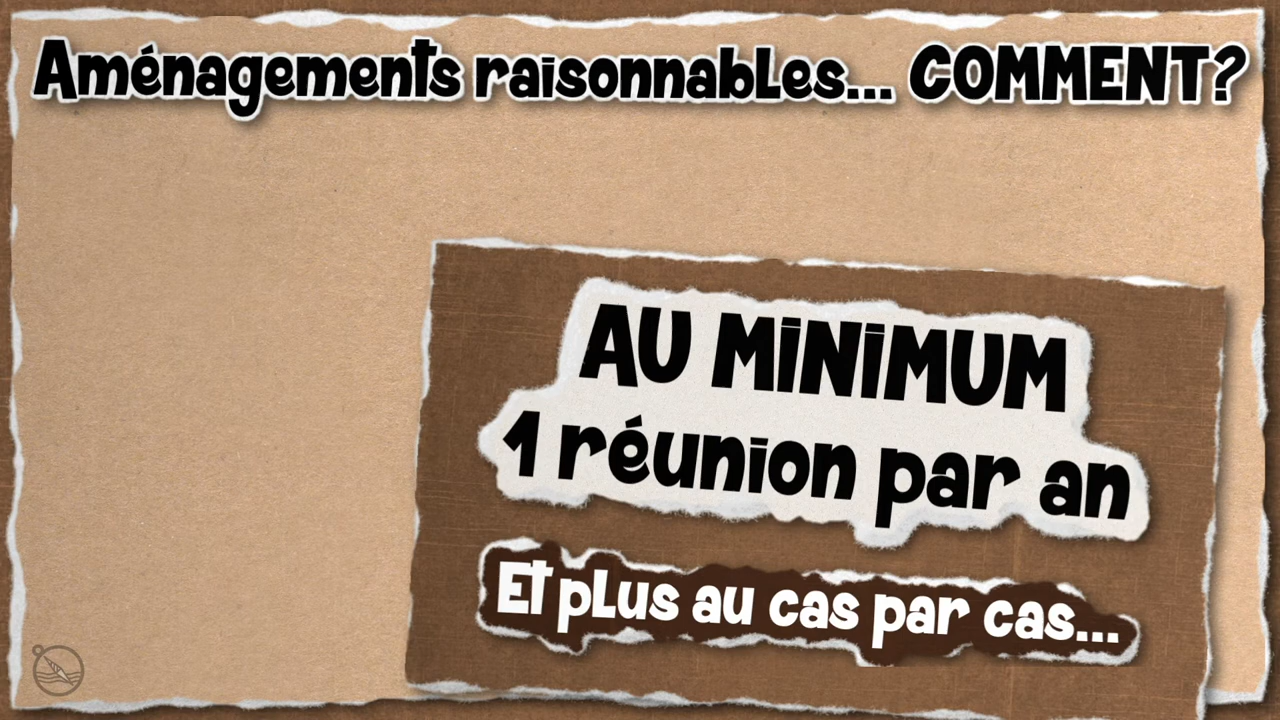 Aménagements raisonnables... COMMENT?
AU MINIMUM
1 réunion par an
Et plus au cas par cas...